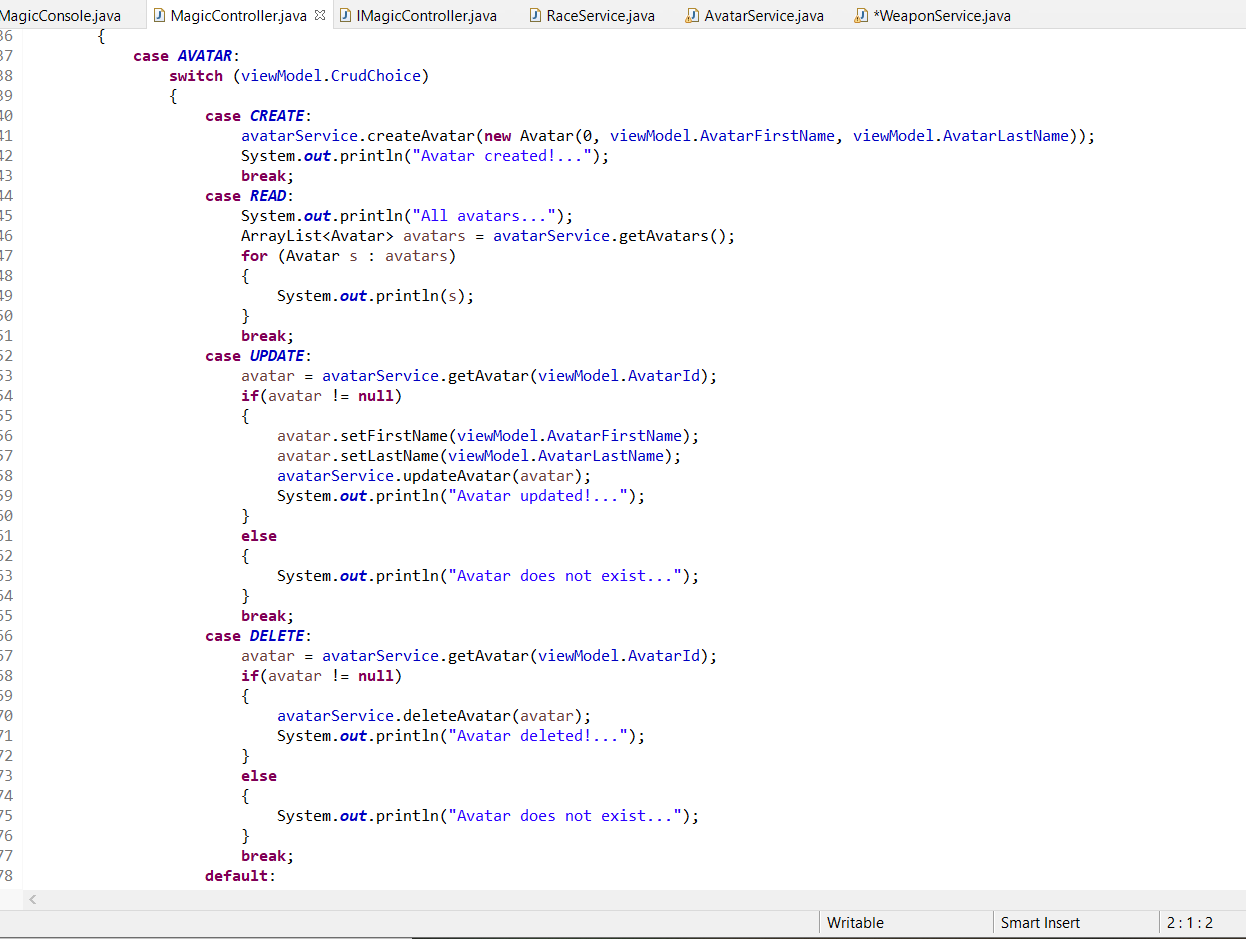 MagicConsole.java MagicController.java IMagicController.java RaceService.java AvatarService.java *WeaponService.java
36 {
37 case AVATAR:
38 switch (viewModel.CrudChoice)
39 {
40 case CREATE:
41 avatarService.createAvatar(new Avatar(0, viewModel.AvatarFirstName, viewModel.AvatarLastName));
42 System.out.println("Avatar created!...");
43 break;
44 case READ:
45 System.out.println("All avatars...");
46 ArrayList<Avatar> avatars = avatarService.getAvatars();
47 for (Avatar s : avatars)
48 {
49 System.out.println(s);
50 }
51 break;
52 case UPDATE:
53 avatar = avatarService.getAvatar(viewModel.AvatarId);
54 if(avatar != null)
55 {
56 avatar.setFirstName(viewModel.AvatarFirstName);
57 avatar.setLastName(viewModel.AvatarLastName);
58 avatarService.updateAvatar(avatar);
59 System.out.println("Avatar updated!...");
60 }
61 else
62 {
63 System.out.println("Avatar does not exist...");
64 }
65 break;
66 case DELETE:
67 avatar = avatarService.getAvatar(viewModel.AvatarId);
68 if(avatar != null)
69 {
70 avatarService.deleteAvatar(avatar);
71 System.out.println("Avatar deleted!...");
72 }
73 else
74 {
75 System.out.println("Avatar does not exist...");
76 }
77 break;
78 default:
Writable Smart Insert 2 : 1 : 2